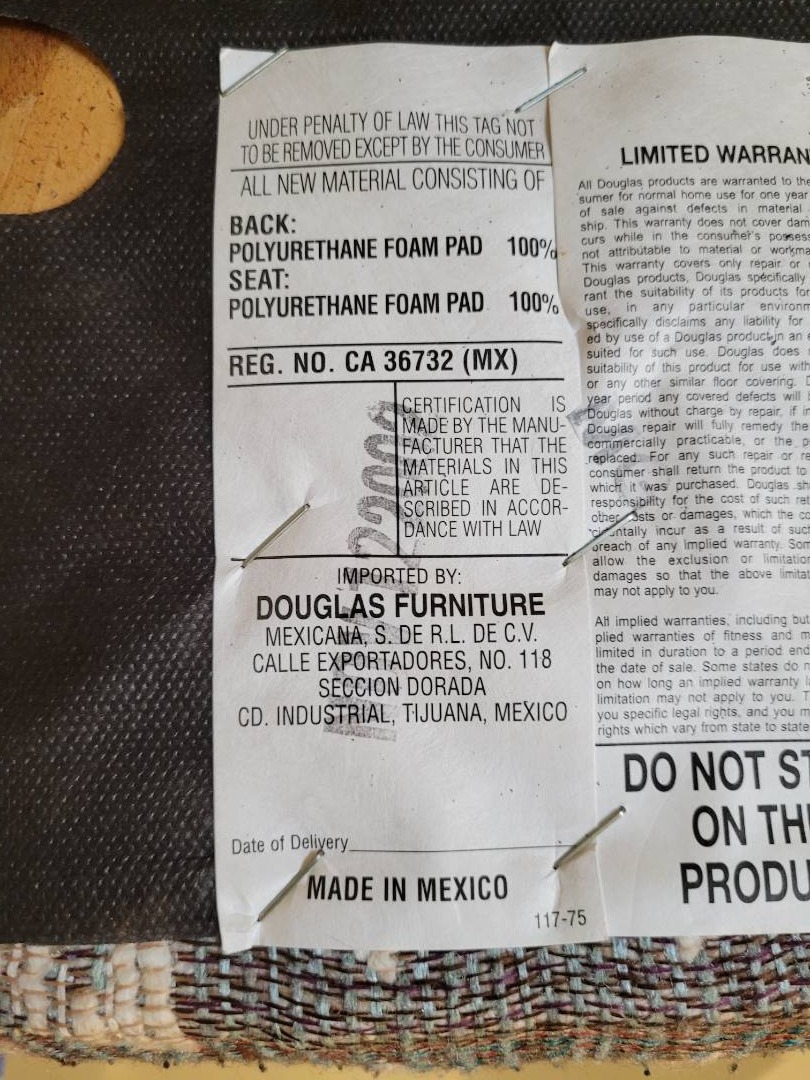 UNDER PENALTY OF LAW THIS TAG NOT
TO BE REMOVED EXCEPT BY THE CONSUMER
ALL NEW MATERIAL CONSISTING OF
BACK:
POLYURETHANE FOAM PAD 100%
SEAT:
POLYURETHANE FOAM PAD 100%
REG. NO. CA 36732 (MX)
CERTIFICATION IS
MADE BY THE MANU-
FACTURER THAT THE
MATERIALS IN THIS
ARTICLE ARE DE-
SCRIBED IN ACCOR-
DANCE WITH LAW
IMPORTED BY:
DOUGLAS FURNITURE
MEXICANA, S. DE R.L. DE C.V.
CALLE EXPORTADORES, NO. 118
SECCION DORADA
CD. INDUSTRIAL, TIJUANA, MEXICO
Date of Delivery
MADE IN MEXICO
117-75
LIMITED WARRAN
All Douglas products are warranted to the
sumer for normal home use for one year
of sale against defects in material
ship. This warranty does not cover dam
curs while in the consumer's possess
not attributable to material or workma
This warranty covers only repair or
Douglas products, Douglas specifically
rant the suitability of its products for
use, in any particular environm
specifically disclaims any liability for
ed by use of a Douglas product in an e
suited for such use. Douglas does
suitability of this product for use with
or any other similar floor covering.
year period any covered defects will b
Douglas without charge by repair, if in
Douglas repair will fully remedy the
commercially practicable, or the p
replaced. For any such repair or re
consumer shall return the product to
which it was purchased. Douglas sh
responsibility for the cost of such ret
other costs or damages, which the co
cidentally incur as a result of such
breach of any implied warranty. Som
allow the exclusion or limitation
damages so that the above limitat
may not apply to you.
All implied warranties, including but
plied warranties of fitness and m
limited in duration to a period end
the date of sale. Some states do n
on how long an implied warranty l
limitation may not apply to you. T
you specific legal rights, and you m
rights which vary from state to state
DO NOT ST
ON TH
PRODU